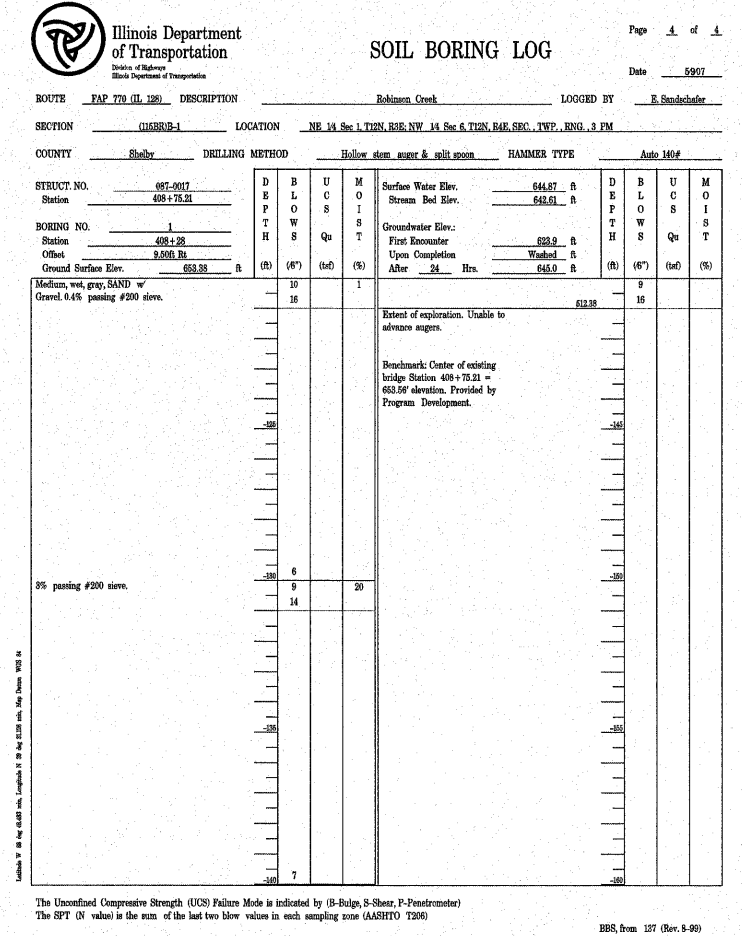 Illinois Department
of Transportation
Division of Highways
Illinois Department of Transportation
SOIL BORING LOG
Page 4 of 4
Date 5907
ROUTE FAP 770 (IL 128) DESCRIPTION Robinson Creek LOGGED BY E. Sandschafer
SECTION (115BR)B-1 LOCATION NE 1/4 Sec 1, T12N, R3E; NW 1/4 Sec 6, T12N, R4E, SEC. , TWP. , RNG. , 3 PM
COUNTY Shelby DRILLING METHOD Hollow stem auger & split spoon HAMMER TYPE Auto 140#
STRUCT. NO. 087-0017
Station 408+75.21
BORING NO. 1
Station 408+28
Offset 9.50ft Rt
Ground Surface Elev. 653.38 ft
DEPTH BLOWS UCS MOIST
Qu
(ft) (/6") (tsf) (%)
Surface Water Elev. 644.87 ft
Stream Bed Elev. 642.61 ft
Groundwater Elev.:
First Encounter 623.9 ft
Upon Completion Washed ft
After 24 Hrs. 645.0 ft
DEPTH BLOWS UCS MOIST
Qu
(ft) (/6") (tsf) (%)
Medium, wet, gray, SAND w/ 10 1
Gravel. 0.4% passing #200 sieve. 16
-125
6
-130
3% passing #200 sieve. 9 20
14
-135
7
-140
9
16
512.38
Extent of exploration. Unable to
advance augers.
Benchmark: Center of existing
bridge Station 408+75.21 =
653.56' elevation. Provided by
Program Development.
-145
-150
-155
-160
The Unconfined Compressive Strength (UCS) Failure Mode is indicated by (B-Bulge, S-Shear, P-Penetrometer)
The SPT (N value) is the sum of the last two blow values in each sampling zone (AASHTO T206)
BBS, from 137 (Rev. 8-99)